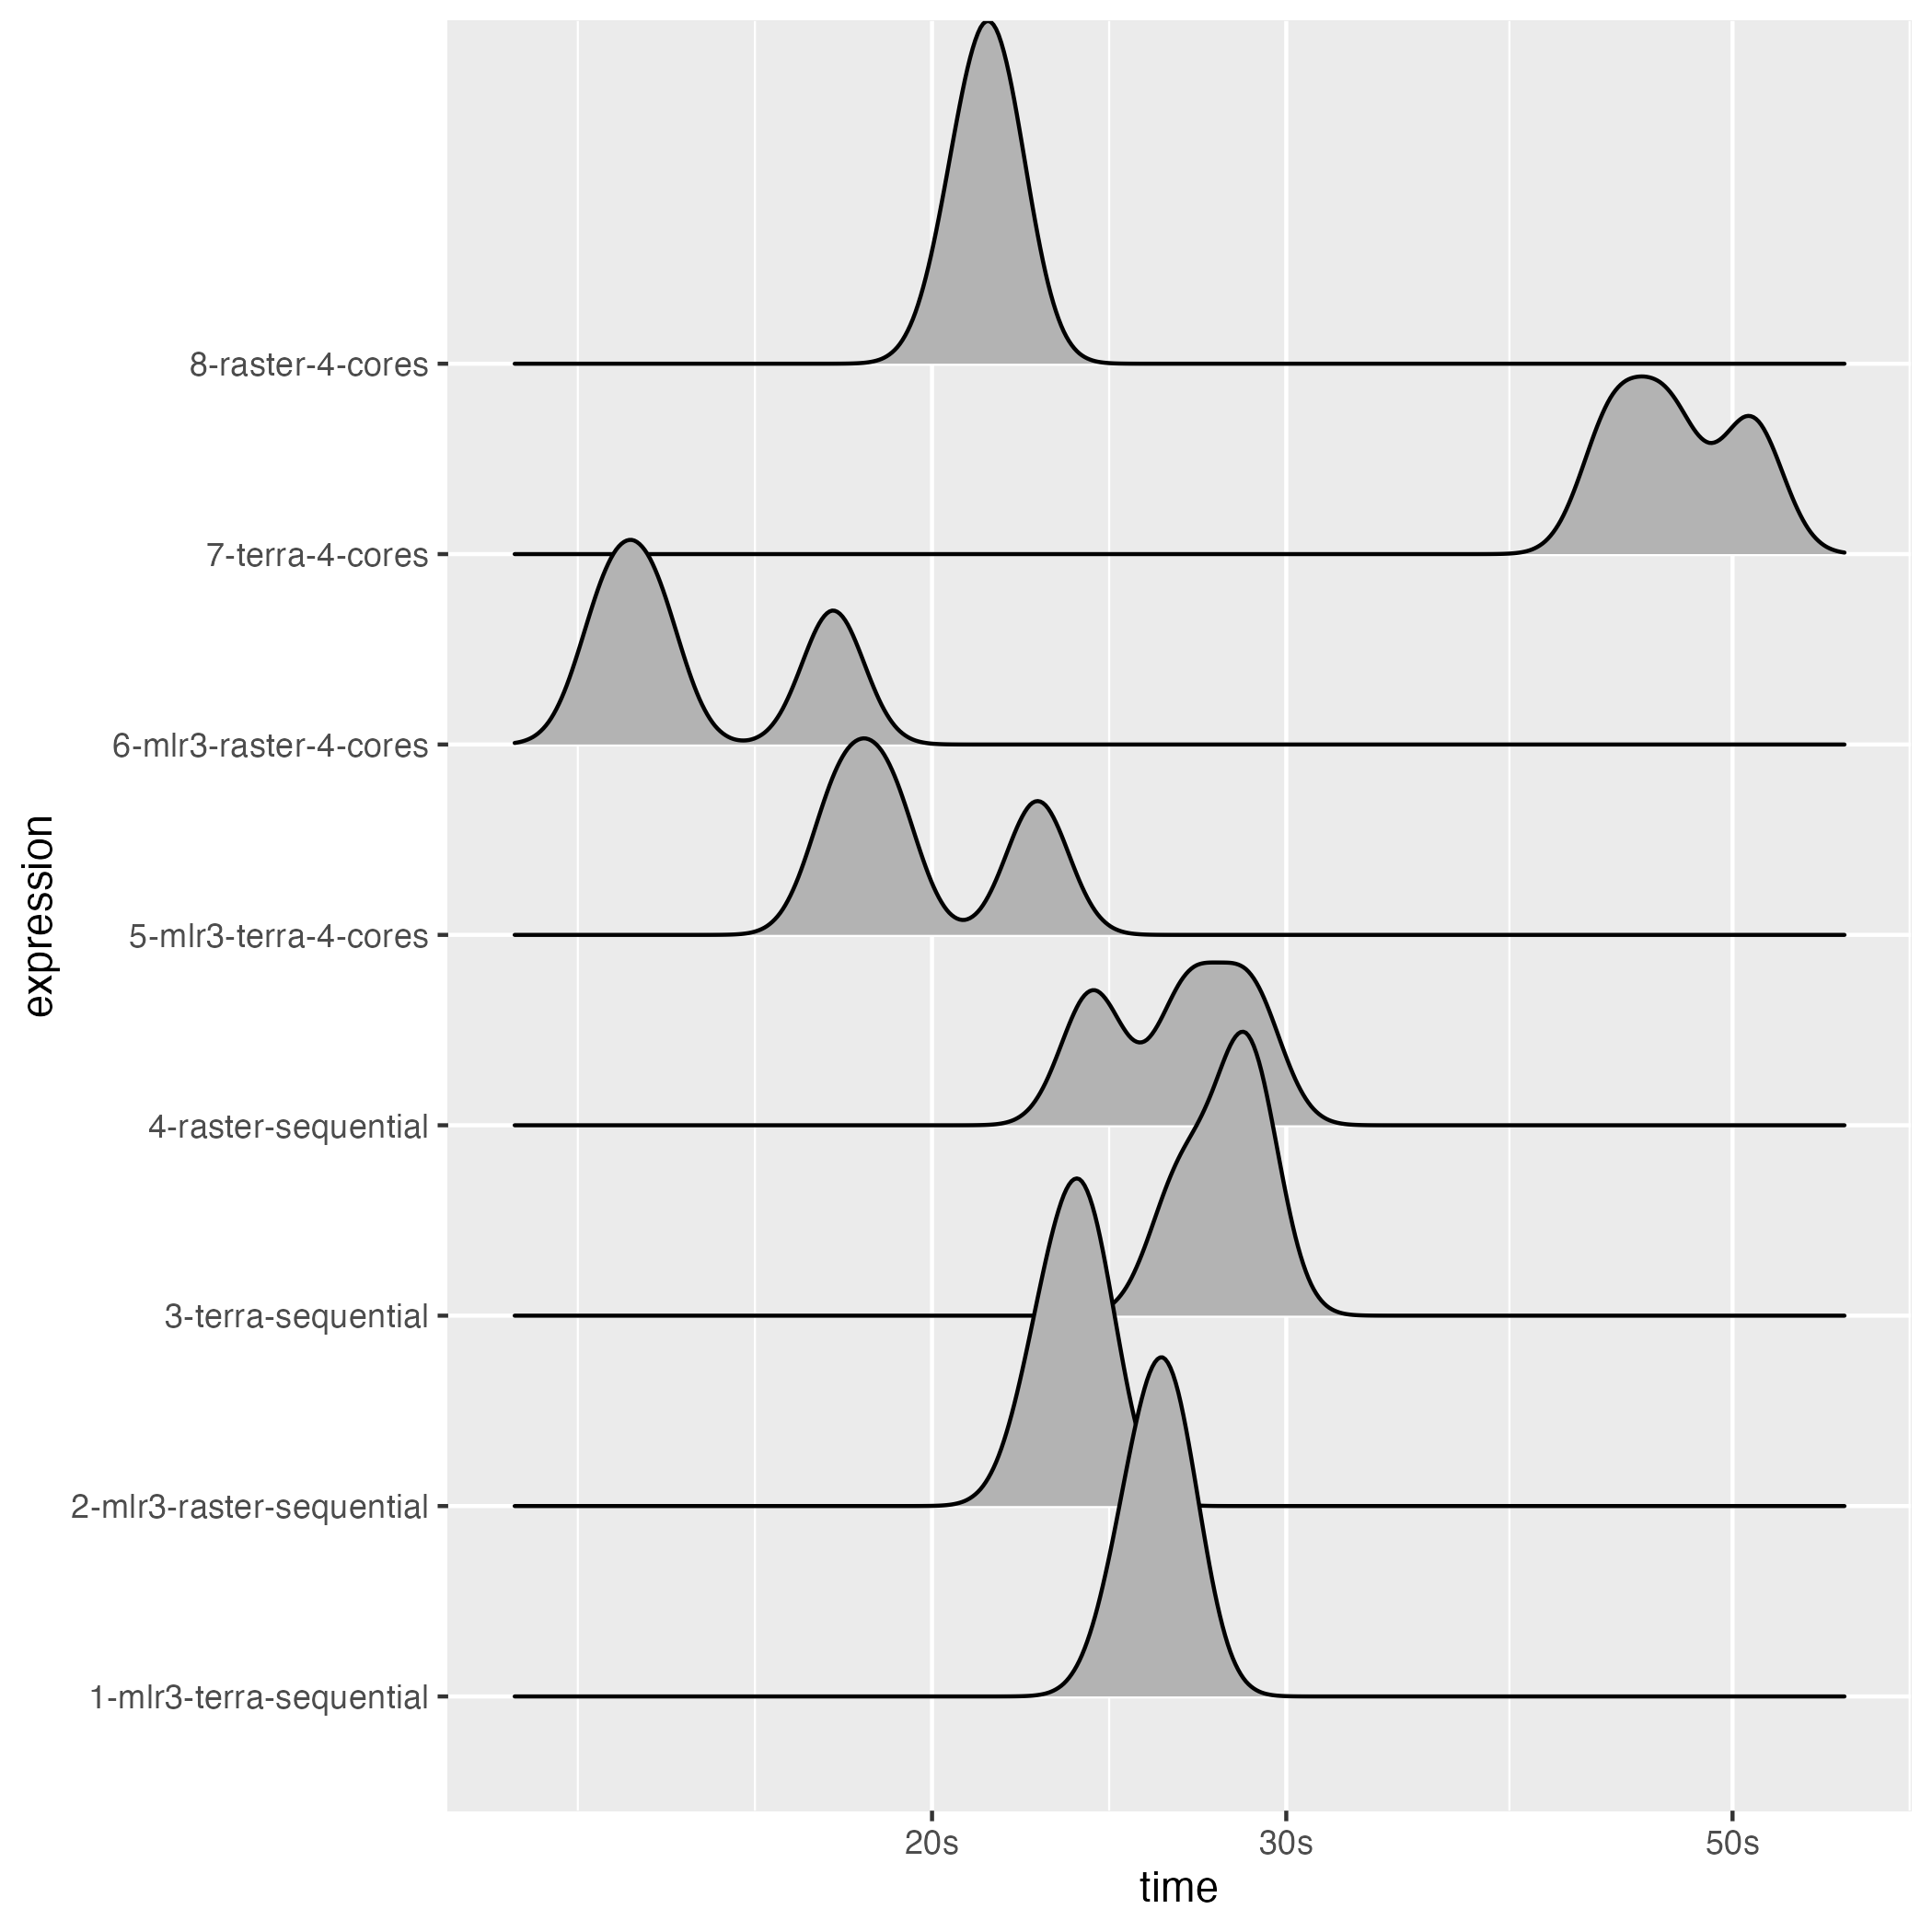 8-raster-4-cores
7-terra-4-cores
6-mlr3-raster-4-cores
5-mlr3-terra-4-cores
4-raster-sequential
3-terra-sequential
2-mlr3-raster-sequential
1-mlr3-terra-sequential
expression
20s
30s
50s
time